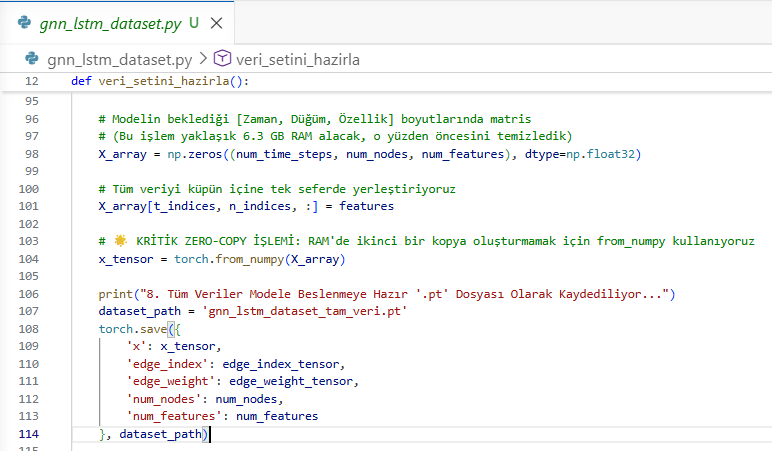 gnn_lstm_dataset.py U ×
gnn_lstm_dataset.py > veri_setini_hazirla
12 def veri_setini_hazirla():
95
96 # Modelin beklediği [Zaman, Düğüm, Özellik] boyutlarında matris
97 # (Bu işlem yaklaşık 6.3 GB RAM alacak, o yüzden öncesini temizledik)
98 X_array = np.zeros((num_time_steps, num_nodes, num_features), dtype=np.float32)
99
100 # Tüm veriyi küpün içine tek seferde yerleştiriyoruz
101 X_array[t_indices, n_indices, :] = features
102
103 # 🌟 KRİTİK ZERO-COPY İŞLEMİ: RAM'de ikinci bir kopya oluşturmamak için from_numpy kullanıyoruz
104 x_tensor = torch.from_numpy(X_array)
105
106 print("8. Tüm Veriler Modele Beslenmeye Hazır '.pt' Dosyası Olarak Kaydediliyor...")
107 dataset_path = 'gnn_lstm_dataset_tam_veri.pt'
108 torch.save({
109 'x': x_tensor,
110 'edge_index': edge_index_tensor,
111 'edge_weight': edge_weight_tensor,
112 'num_nodes': num_nodes,
113 'num_features': num_features
114 }, dataset_path)